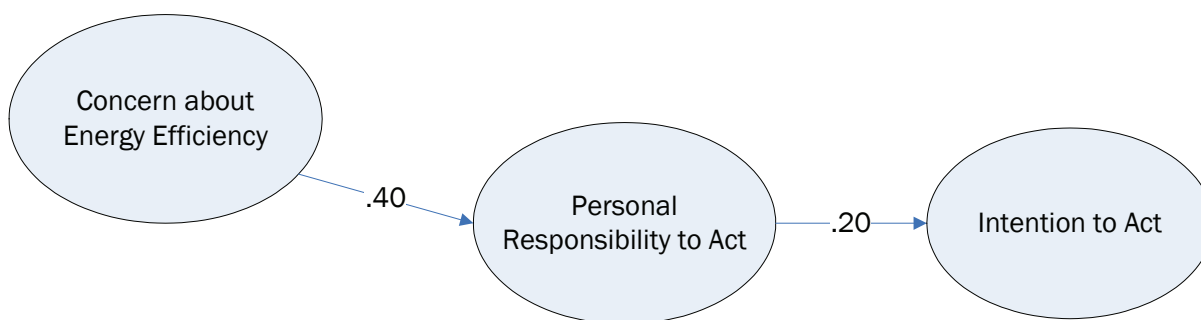 Concern about
Energy Efficiency
.40
Personal
Responsibility to Act
.20
Intention to Act